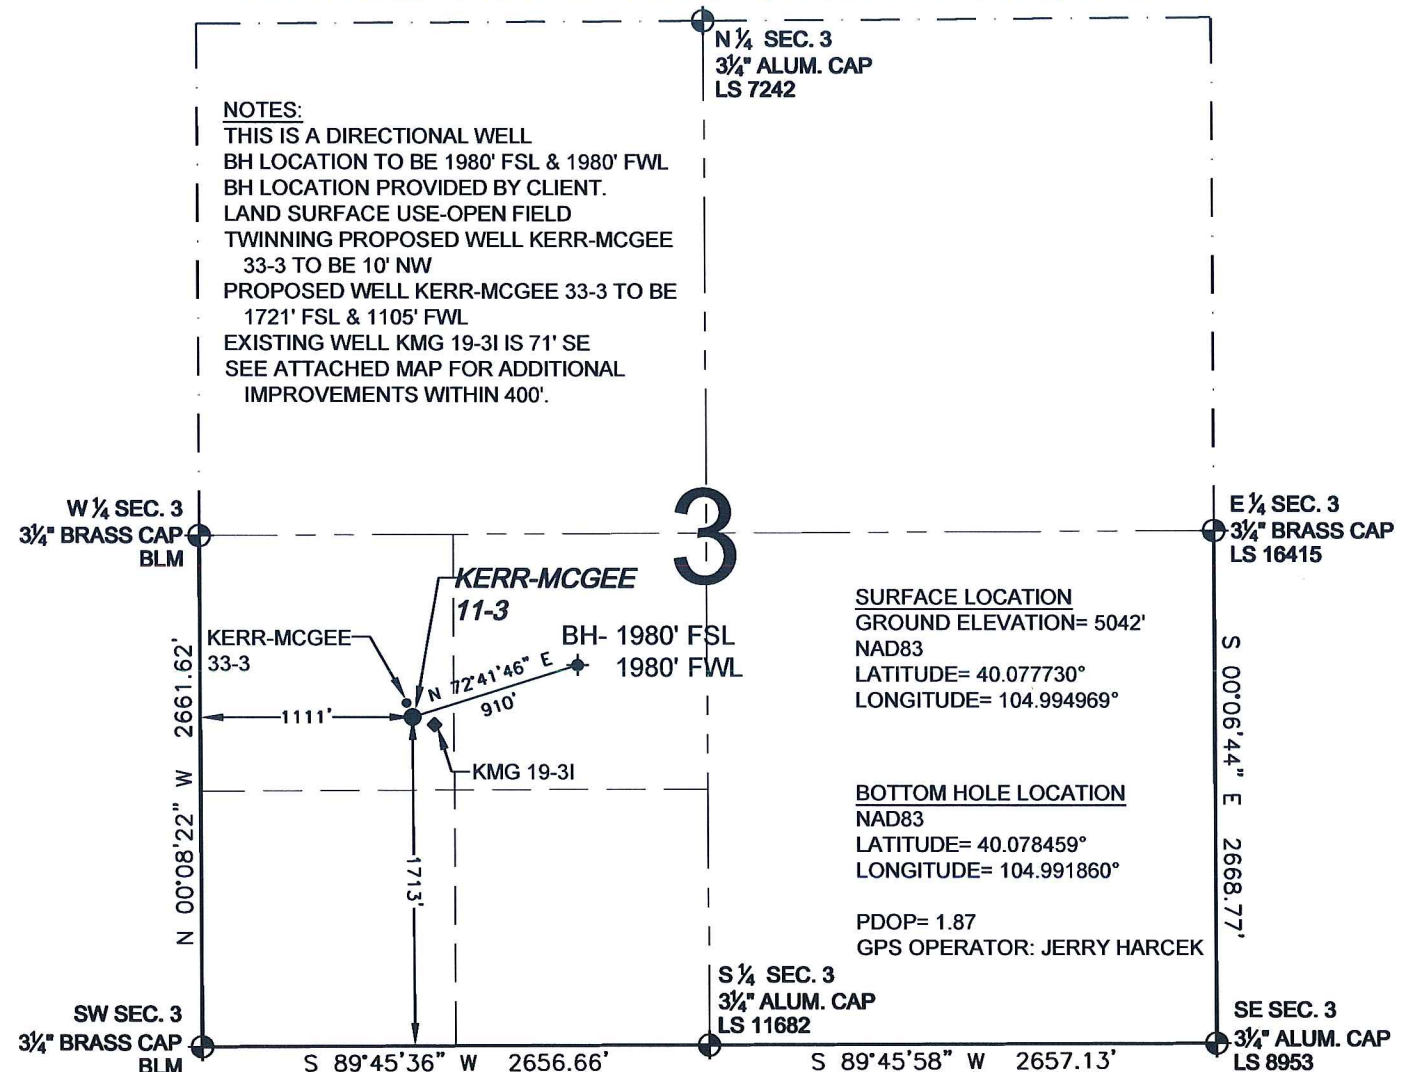 N ¼ SEC. 3
3¼" ALUM. CAP
LS 7242
NOTES:
THIS IS A DIRECTIONAL WELL
BH LOCATION TO BE 1980' FSL & 1980' FWL
BH LOCATION PROVIDED BY CLIENT.
LAND SURFACE USE-OPEN FIELD
TWINNING PROPOSED WELL KERR-MCGEE
33-3 TO BE 10' NW
PROPOSED WELL KERR-MCGEE 33-3 TO BE
1721' FSL & 1105' FWL
EXISTING WELL KMG 19-3I IS 71' SE
SEE ATTACHED MAP FOR ADDITIONAL
IMPROVEMENTS WITHIN 400'.
W ¼ SEC. 3
3¼" BRASS CAP
BLM
3
E ¼ SEC. 3
3¼" BRASS CAP
LS 16415
KERR-MCGEE
11-3
KERR-MCGEE
33-3
BH- 1980' FSL
1980' FWL
N 72°41'46" E
910'
1111'
KMG 19-3I
1713'
N 00°08'22" W 2661.62'
SURFACE LOCATION
GROUND ELEVATION= 5042'
NAD83
LATITUDE= 40.077730°
LONGITUDE= 104.994969°
BOTTOM HOLE LOCATION
NAD83
LATITUDE= 40.078459°
LONGITUDE= 104.991860°
PDOP= 1.87
GPS OPERATOR: JERRY HARCEK
S 00°06'44" E 2668.77'
SW SEC. 3
3¼" BRASS CAP
BLM
S ¼ SEC. 3
3¼" ALUM. CAP
LS 11682
SE SEC. 3
3¼" ALUM. CAP
LS 8953
S 89°45'36" W 2656.66'
S 89°45'58" W 2657.13'